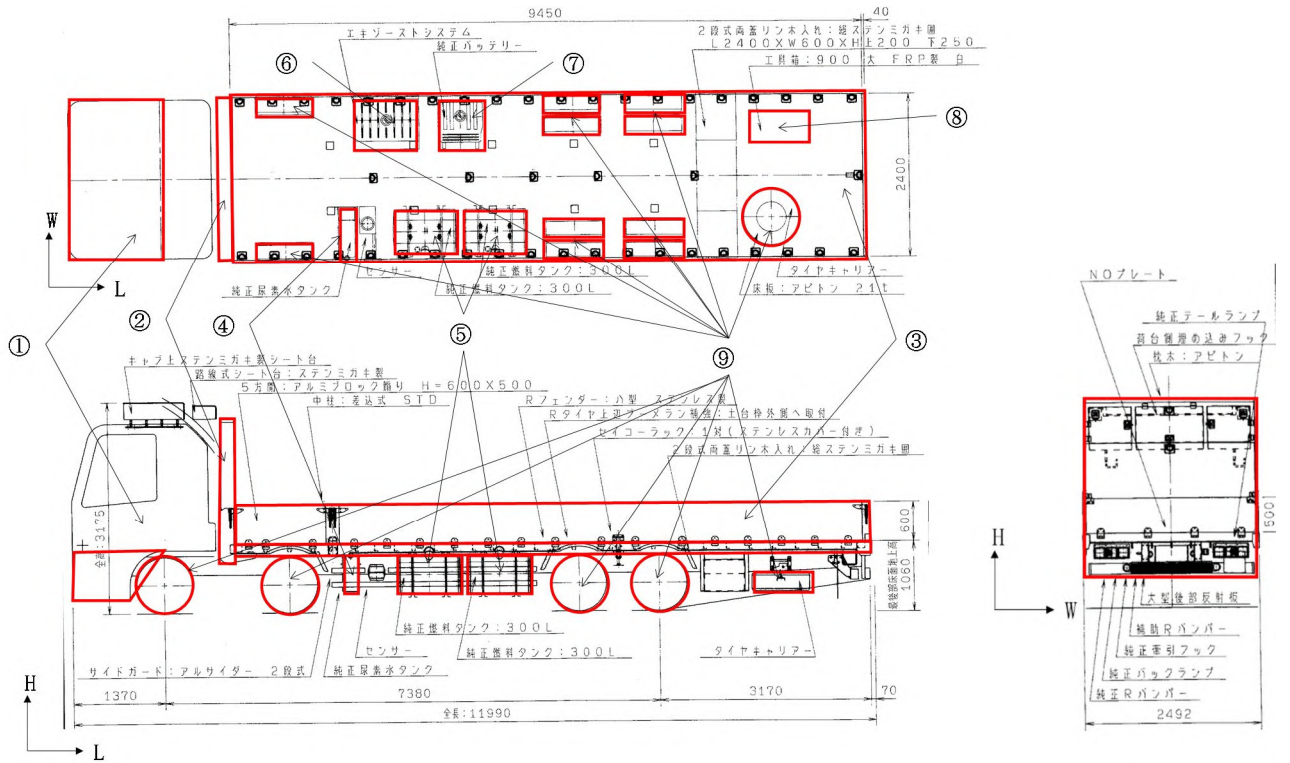 9450
40
エキゾーストシステム
純正バッテリー
2段式両蓋リン木入れ:総ステンミガキ囲
L2400XW600XH上200 下250
工具箱:900 大 FRP製 白
⑥
⑦
⑧
2400
W
L
センサー
純正燃料タンク:300L
タイヤキャリアー
純正尿素水タンク
純正燃料タンク:300L
床板:アピトン 21t
①
②
④
⑤
⑨
③
NOプレート
純正テールランプ
荷台側埋め込みフック
枕木:アピトン
キャブ上ステンミガキ製シート台
路線式シート台:ステンミガキ製
5方開:アルミブロック飾り H=600X500
中柱:差込式 STD
Rフェンダー:八型 ステンレス製
Rタイヤ上辺ブーメラン補強:土台枠外側へ取付
セイコーラック:1対(ステンレスカバー付き)
2段式両蓋リン木入れ:総ステンミガキ囲
全高:3175
600
最後部床面地上高
1060
1500
H
W
大型後部反射板
補助Rバンパー
純正牽引フック
純正バックランプ
純正Rバンパー
2492
純正燃料タンク:300L
センサー
純正燃料タンク:300L
タイヤキャリアー
サイドガード:アルサイダー 2段式
純正尿素水タンク
H
L
1370
7380
3170
70
全長:11990